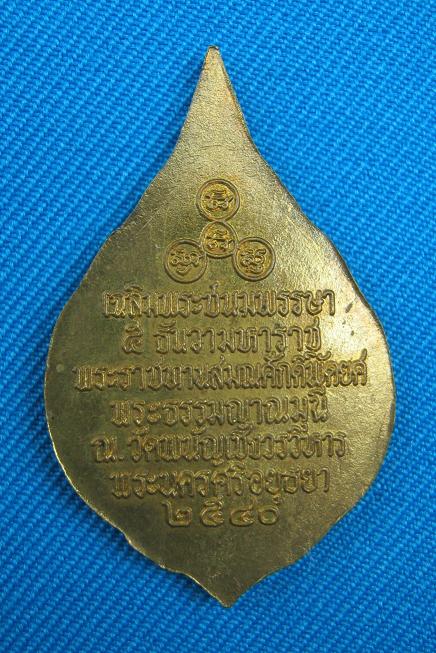 เฉลิมพระชนมพรรษา
๕ ธันวามหาราช
พระราชทานสมณศักดิ์พัดยศ
พระธรรมญาณมุนี
ณ. วัดพนัญเชิงวรวิหาร
พระนครศรีอยุธยา
๒๕๔๐